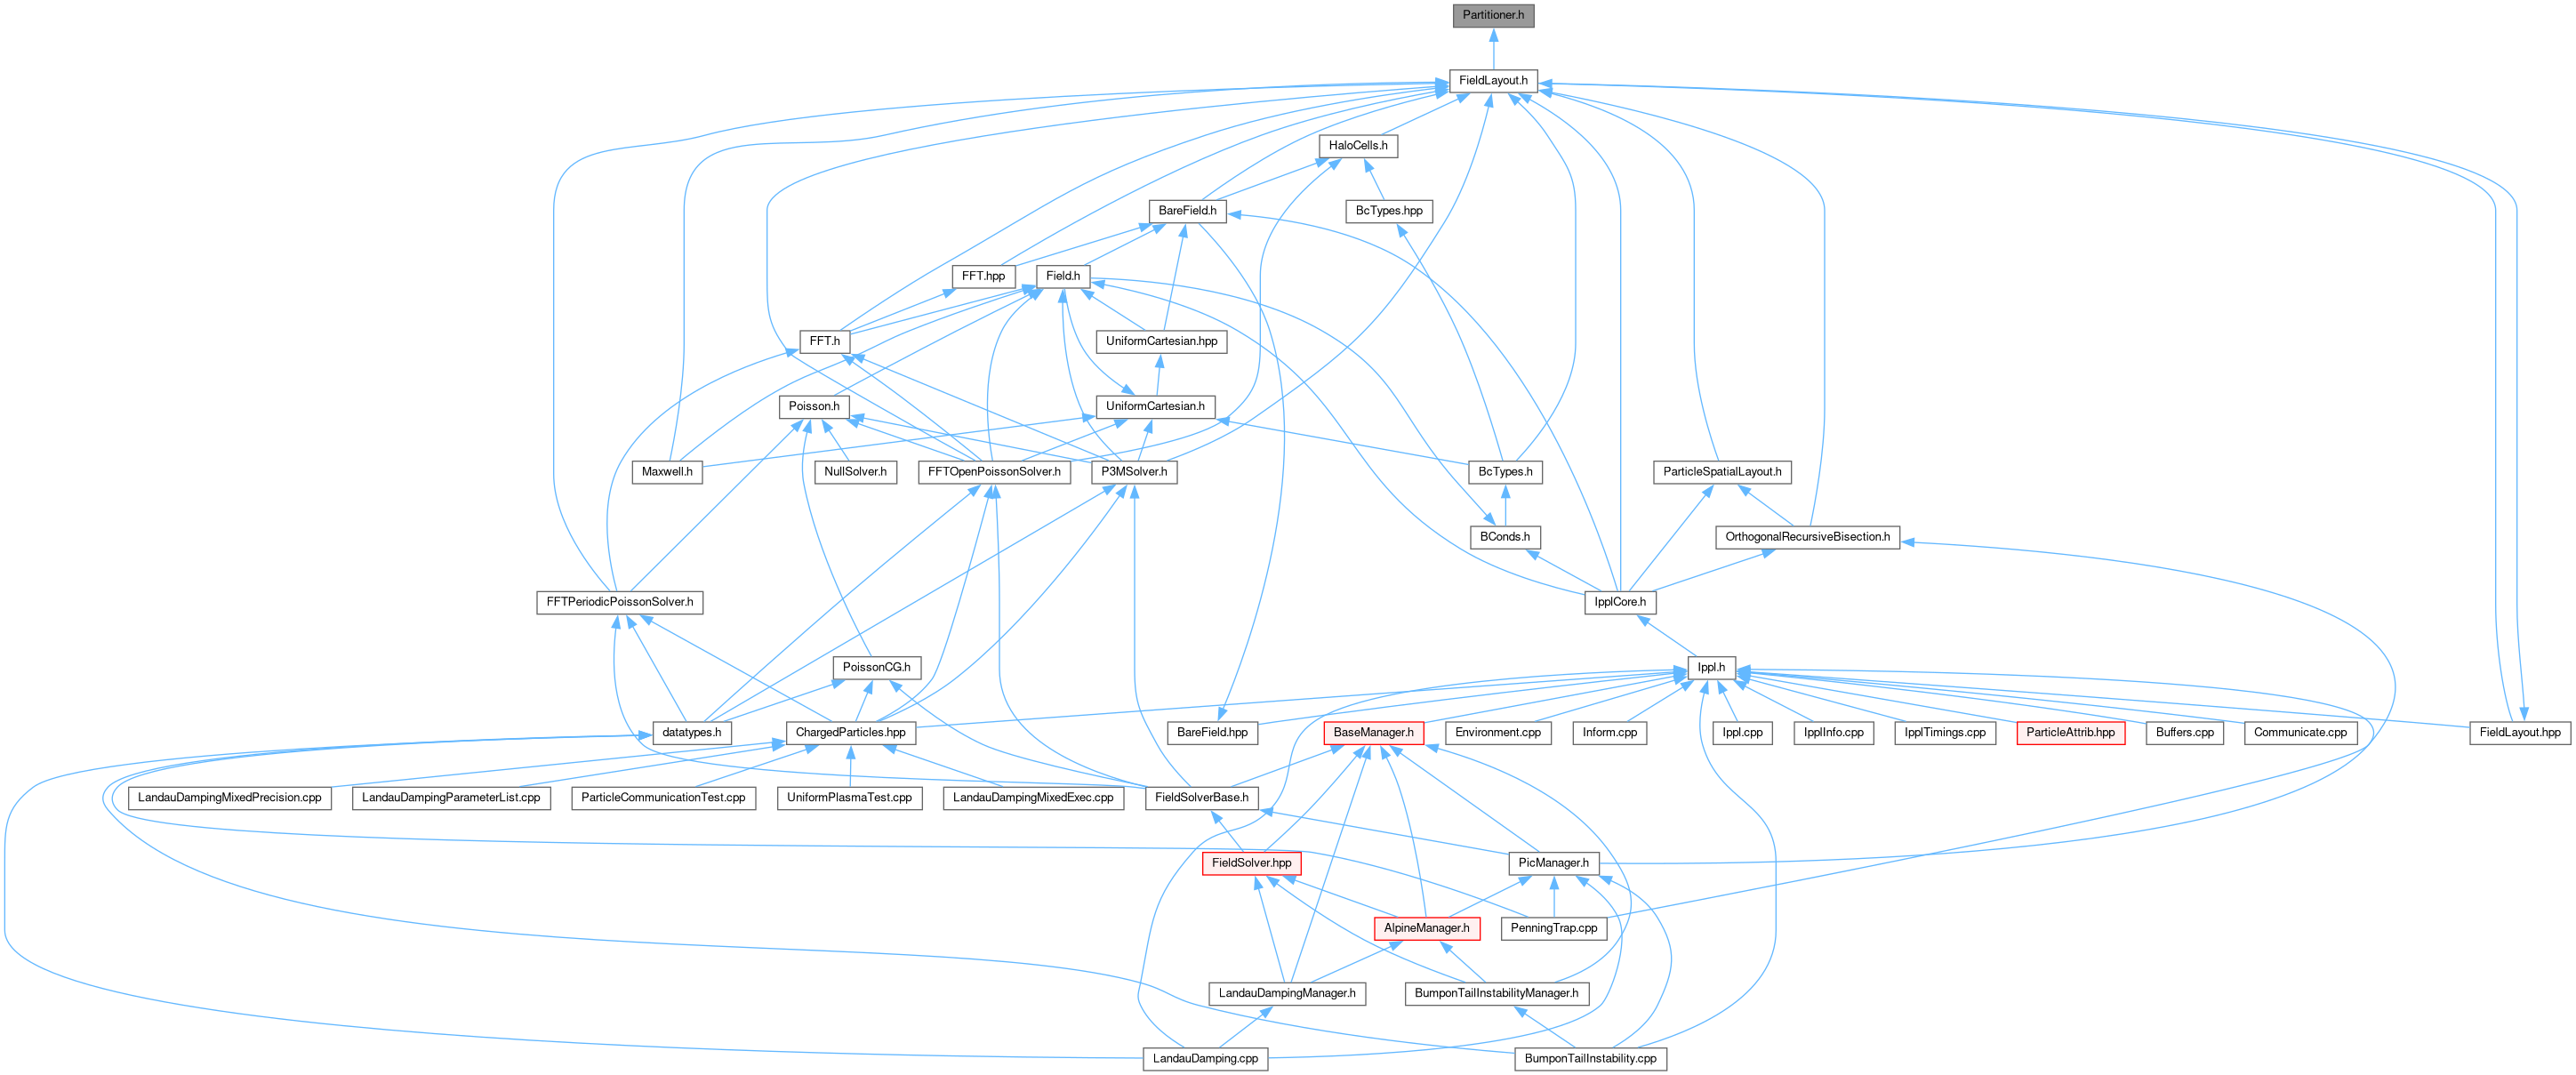 Partitioner.h
FieldLayout.h
HaloCells.h
BareField.h
BcTypes.hpp
FFT.hpp
Field.h
FFT.h
UniformCartesian.hpp
Poisson.h
UniformCartesian.h
Maxwell.h
NullSolver.h
FFTOpenPoissonSolver.h
P3MSolver.h
BcTypes.h
ParticleSpatialLayout.h
BConds.h
OrthogonalRecursiveBisection.h
FFTPeriodicPoissonSolver.h
IpplCore.h
PoissonCG.h
Ippl.h
datatypes.h
ChargedParticles.hpp
BareField.hpp
BaseManager.h
Environment.cpp
Inform.cpp
Ippl.cpp
IpplInfo.cpp
IpplTimings.cpp
ParticleAttrib.hpp
Buffers.cpp
Communicate.cpp
FieldLayout.hpp
LandauDampingMixedPrecision.cpp
LandauDampingParameterList.cpp
ParticleCommunicationTest.cpp
UniformPlasmaTest.cpp
LandauDampingMixedExec.cpp
FieldSolverBase.h
FieldSolver.hpp
PicManager.h
AlpineManager.h
PenningTrap.cpp
LandauDampingManager.h
BumponTailInstabilityManager.h
LandauDamping.cpp
BumponTailInstability.cpp